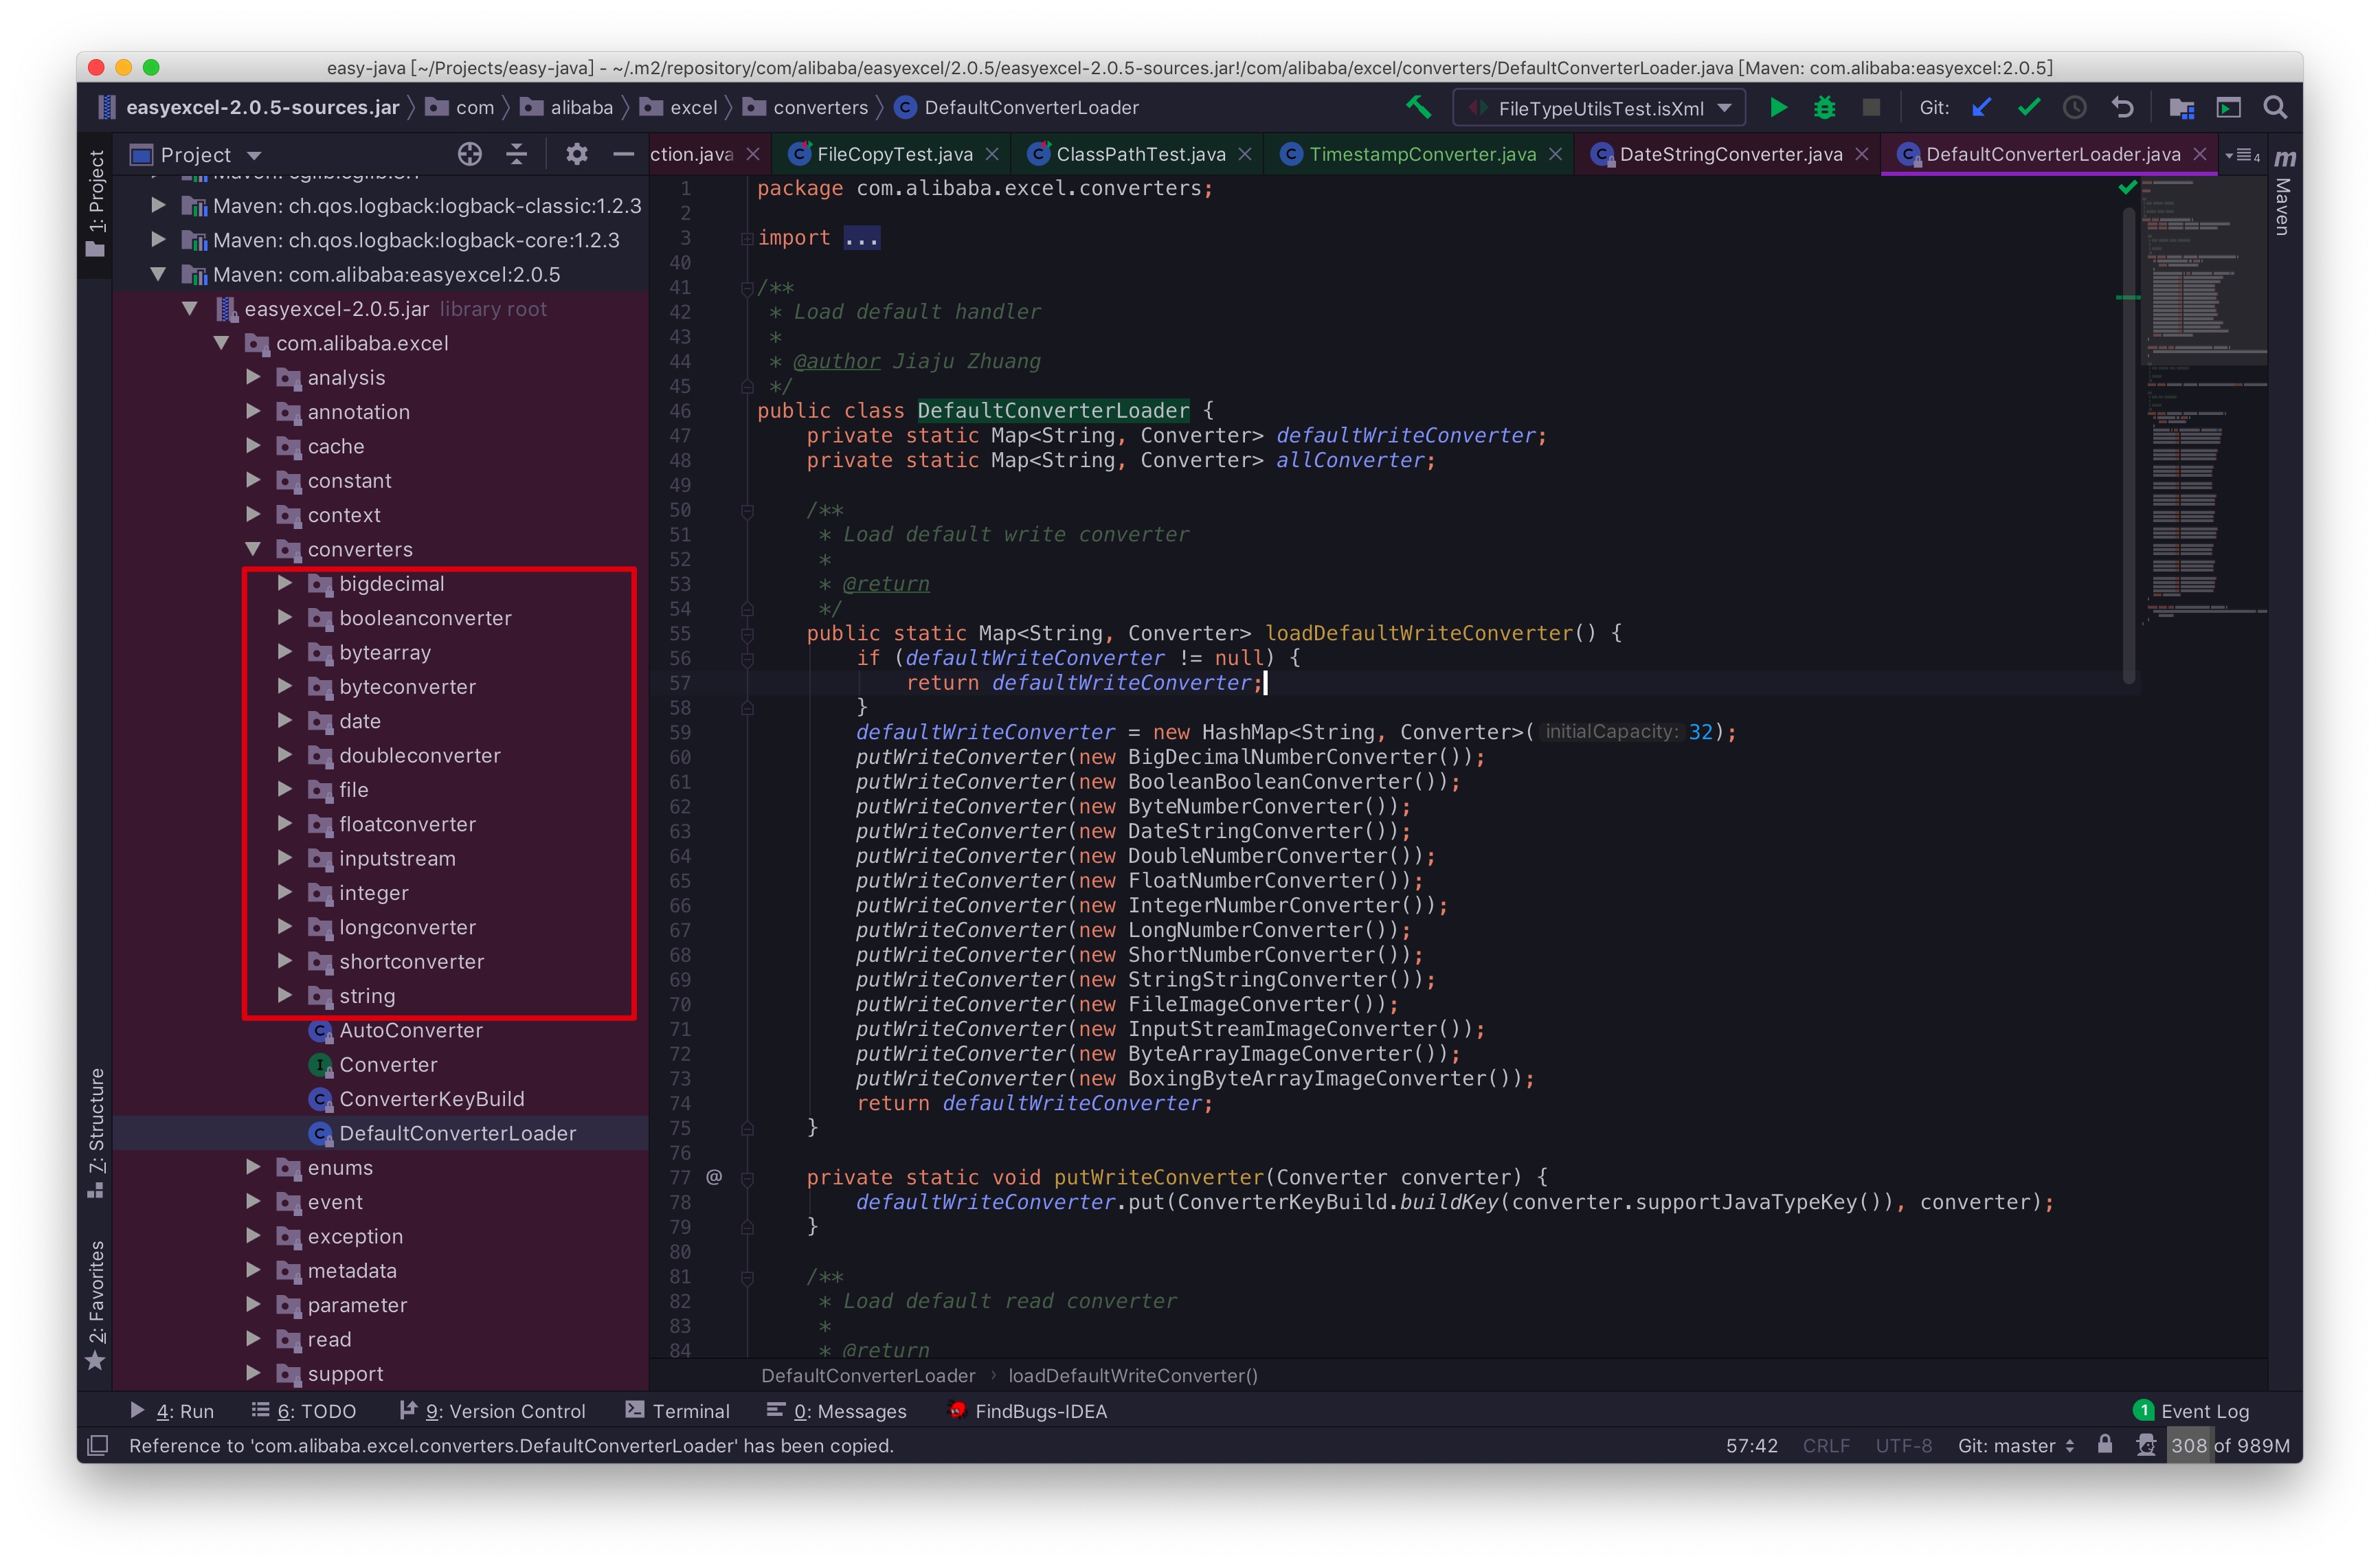 easy-java [~/Projects/easy-java] - ~/.m2/repository/com/alibaba/easyexcel/2.0.5/easyexcel-2.0.5-sources.jar!/com/alibaba/excel/converters/DefaultConverterLoader.java [Maven: com.alibaba:easyexcel:2.0.5]
easyexcel-2.0.5-sources.jar com alibaba excel converters DefaultConverterLoader FileTypeUtilsTest.isXml Git:
1: Project
7: Structure
2: Favorites
Project
Maven: ch.qos.logback:logback-classic:1.2.3
Maven: ch.qos.logback:logback-core:1.2.3
Maven: com.alibaba:easyexcel:2.0.5
easyexcel-2.0.5.jar library root
com.alibaba.excel
analysis
annotation
cache
constant
context
converters
bigdecimal
booleanconverter
bytearray
byteconverter
date
doubleconverter
file
floatconverter
inputstream
integer
longconverter
shortconverter
string
AutoConverter
Converter
ConverterKeyBuild
DefaultConverterLoader
enums
event
exception
metadata
parameter
read
support
ction.java FileCopyTest.java ClassPathTest.java TimestampConverter.java DateStringConverter.java DefaultConverterLoader.java 4
1 package com.alibaba.excel.converters;
2
3 import ...
40
41 /**
42 * Load default handler
43 *
44 * @author Jiaju Zhuang
45 */
46 public class DefaultConverterLoader {
47 private static Map<String, Converter> defaultWriteConverter;
48 private static Map<String, Converter> allConverter;
49
50 /**
51 * Load default write converter
52 *
53 * @return
54 */
55 public static Map<String, Converter> loadDefaultWriteConverter() {
56 if (defaultWriteConverter != null) {
57 return defaultWriteConverter;
58 }
59 defaultWriteConverter = new HashMap<String, Converter>( initialCapacity: 32);
60 putWriteConverter(new BigDecimalNumberConverter());
61 putWriteConverter(new BooleanBooleanConverter());
62 putWriteConverter(new ByteNumberConverter());
63 putWriteConverter(new DateStringConverter());
64 putWriteConverter(new DoubleNumberConverter());
65 putWriteConverter(new FloatNumberConverter());
66 putWriteConverter(new IntegerNumberConverter());
67 putWriteConverter(new LongNumberConverter());
68 putWriteConverter(new ShortNumberConverter());
69 putWriteConverter(new StringStringConverter());
70 putWriteConverter(new FileImageConverter());
71 putWriteConverter(new InputStreamImageConverter());
72 putWriteConverter(new ByteArrayImageConverter());
73 putWriteConverter(new BoxingByteArrayImageConverter());
74 return defaultWriteConverter;
75 }
76
77 @ private static void putWriteConverter(Converter converter) {
78 defaultWriteConverter.put(ConverterKeyBuild.buildKey(converter.supportJavaTypeKey()), converter);
79 }
80
81 /**
82 * Load default read converter
83 *
84 * @return
DefaultConverterLoader › loadDefaultWriteConverter()
m Maven
4: Run 6: TODO 9: Version Control Terminal 0: Messages FindBugs-IDEA 1 Event Log
Reference to 'com.alibaba.excel.converters.DefaultConverterLoader' has been copied. 57:42 CRLF UTF-8 Git: master 308 of 989M